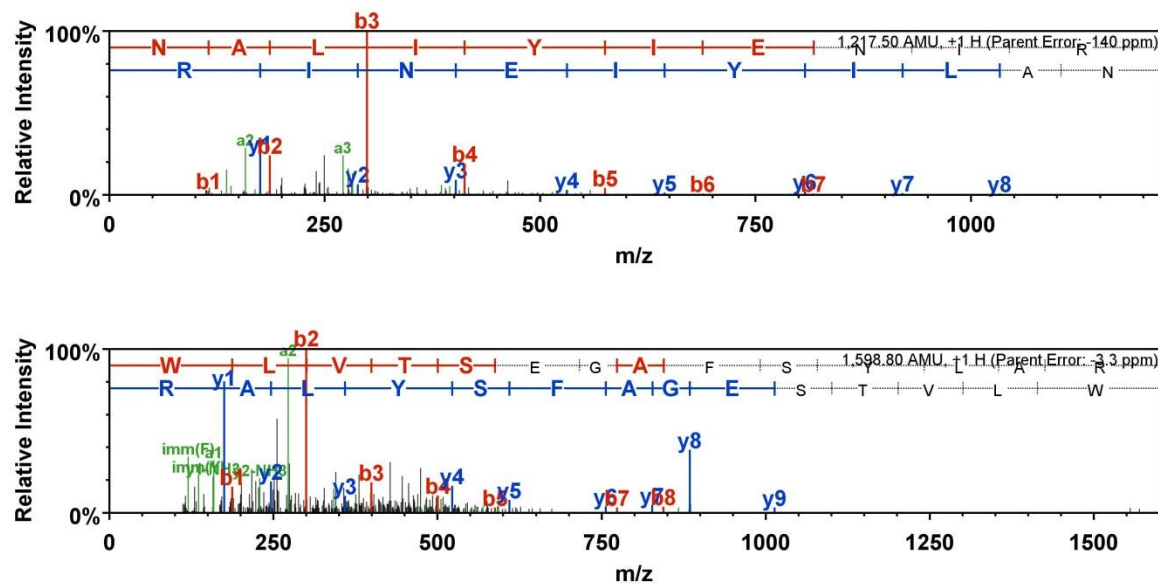 Relative Intensity
100%
0%
b3
N A L I Y I E N I R
1,217.50 AMU, +1 H (Parent Error: -140 ppm)
R I N E I Y I L A N
b1 a2 y1 b2 a3 y2 y3 b4 y4 b5 y5 b6 y6 b7 y7 y8
0 250 500 750 1000
m/z
Relative Intensity
100%
0%
b2
a2
W L V T S E G A F S Y L A R
1,598.80 AMU, +1 H (Parent Error: -3.3 ppm)
R A L Y S F A G E S T V L W
y1
imm(F) a1
b1 y2 y3 b3 b4 y4 b5 y5 y6 b7 y7 b8 y8 y9
0 250 500 750 1000 1250 1500
m/z